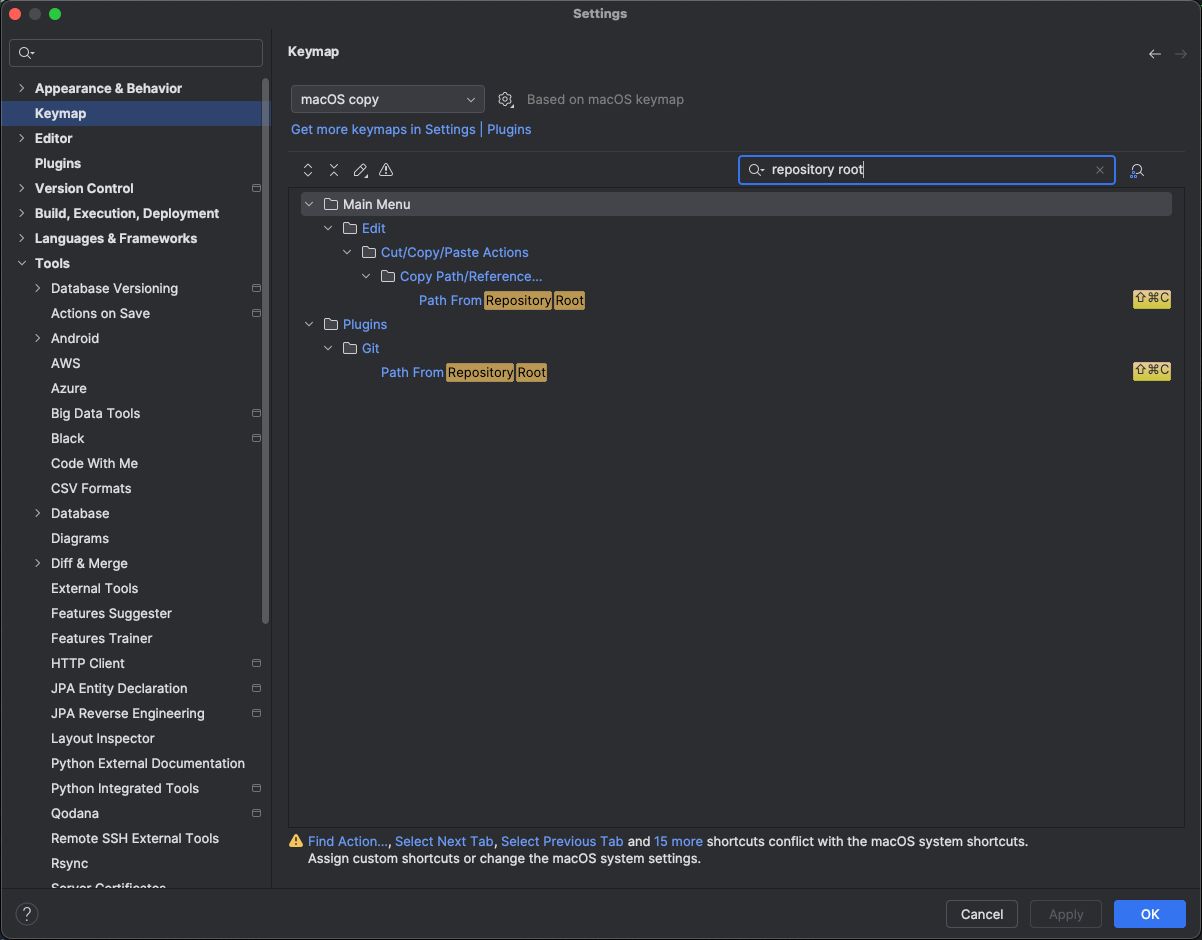 Settings
Appearance & Behavior
Keymap
Editor
Plugins
Version Control
Build, Execution, Deployment
Languages & Frameworks
Tools
Database Versioning
Actions on Save
Android
AWS
Azure
Big Data Tools
Black
Code With Me
CSV Formats
Database
Diagrams
Diff & Merge
External Tools
Features Suggester
Features Trainer
HTTP Client
JPA Entity Declaration
JPA Reverse Engineering
Layout Inspector
Python External Documentation
Python Integrated Tools
Qodana
Remote SSH External Tools
Rsync
Server Certificates
?
Keymap
macOS copy
Based on macOS keymap
Get more keymaps in Settings | Plugins
repository root
Main Menu
Edit
Cut/Copy/Paste Actions
Copy Path/Reference...
Path From Repository Root ⇧⌘C
Plugins
Git
Path From Repository Root ⇧⌘C
Find Action..., Select Next Tab, Select Previous Tab and 15 more shortcuts conflict with the macOS system shortcuts.
Assign custom shortcuts or change the macOS system settings.
Cancel
Apply
OK